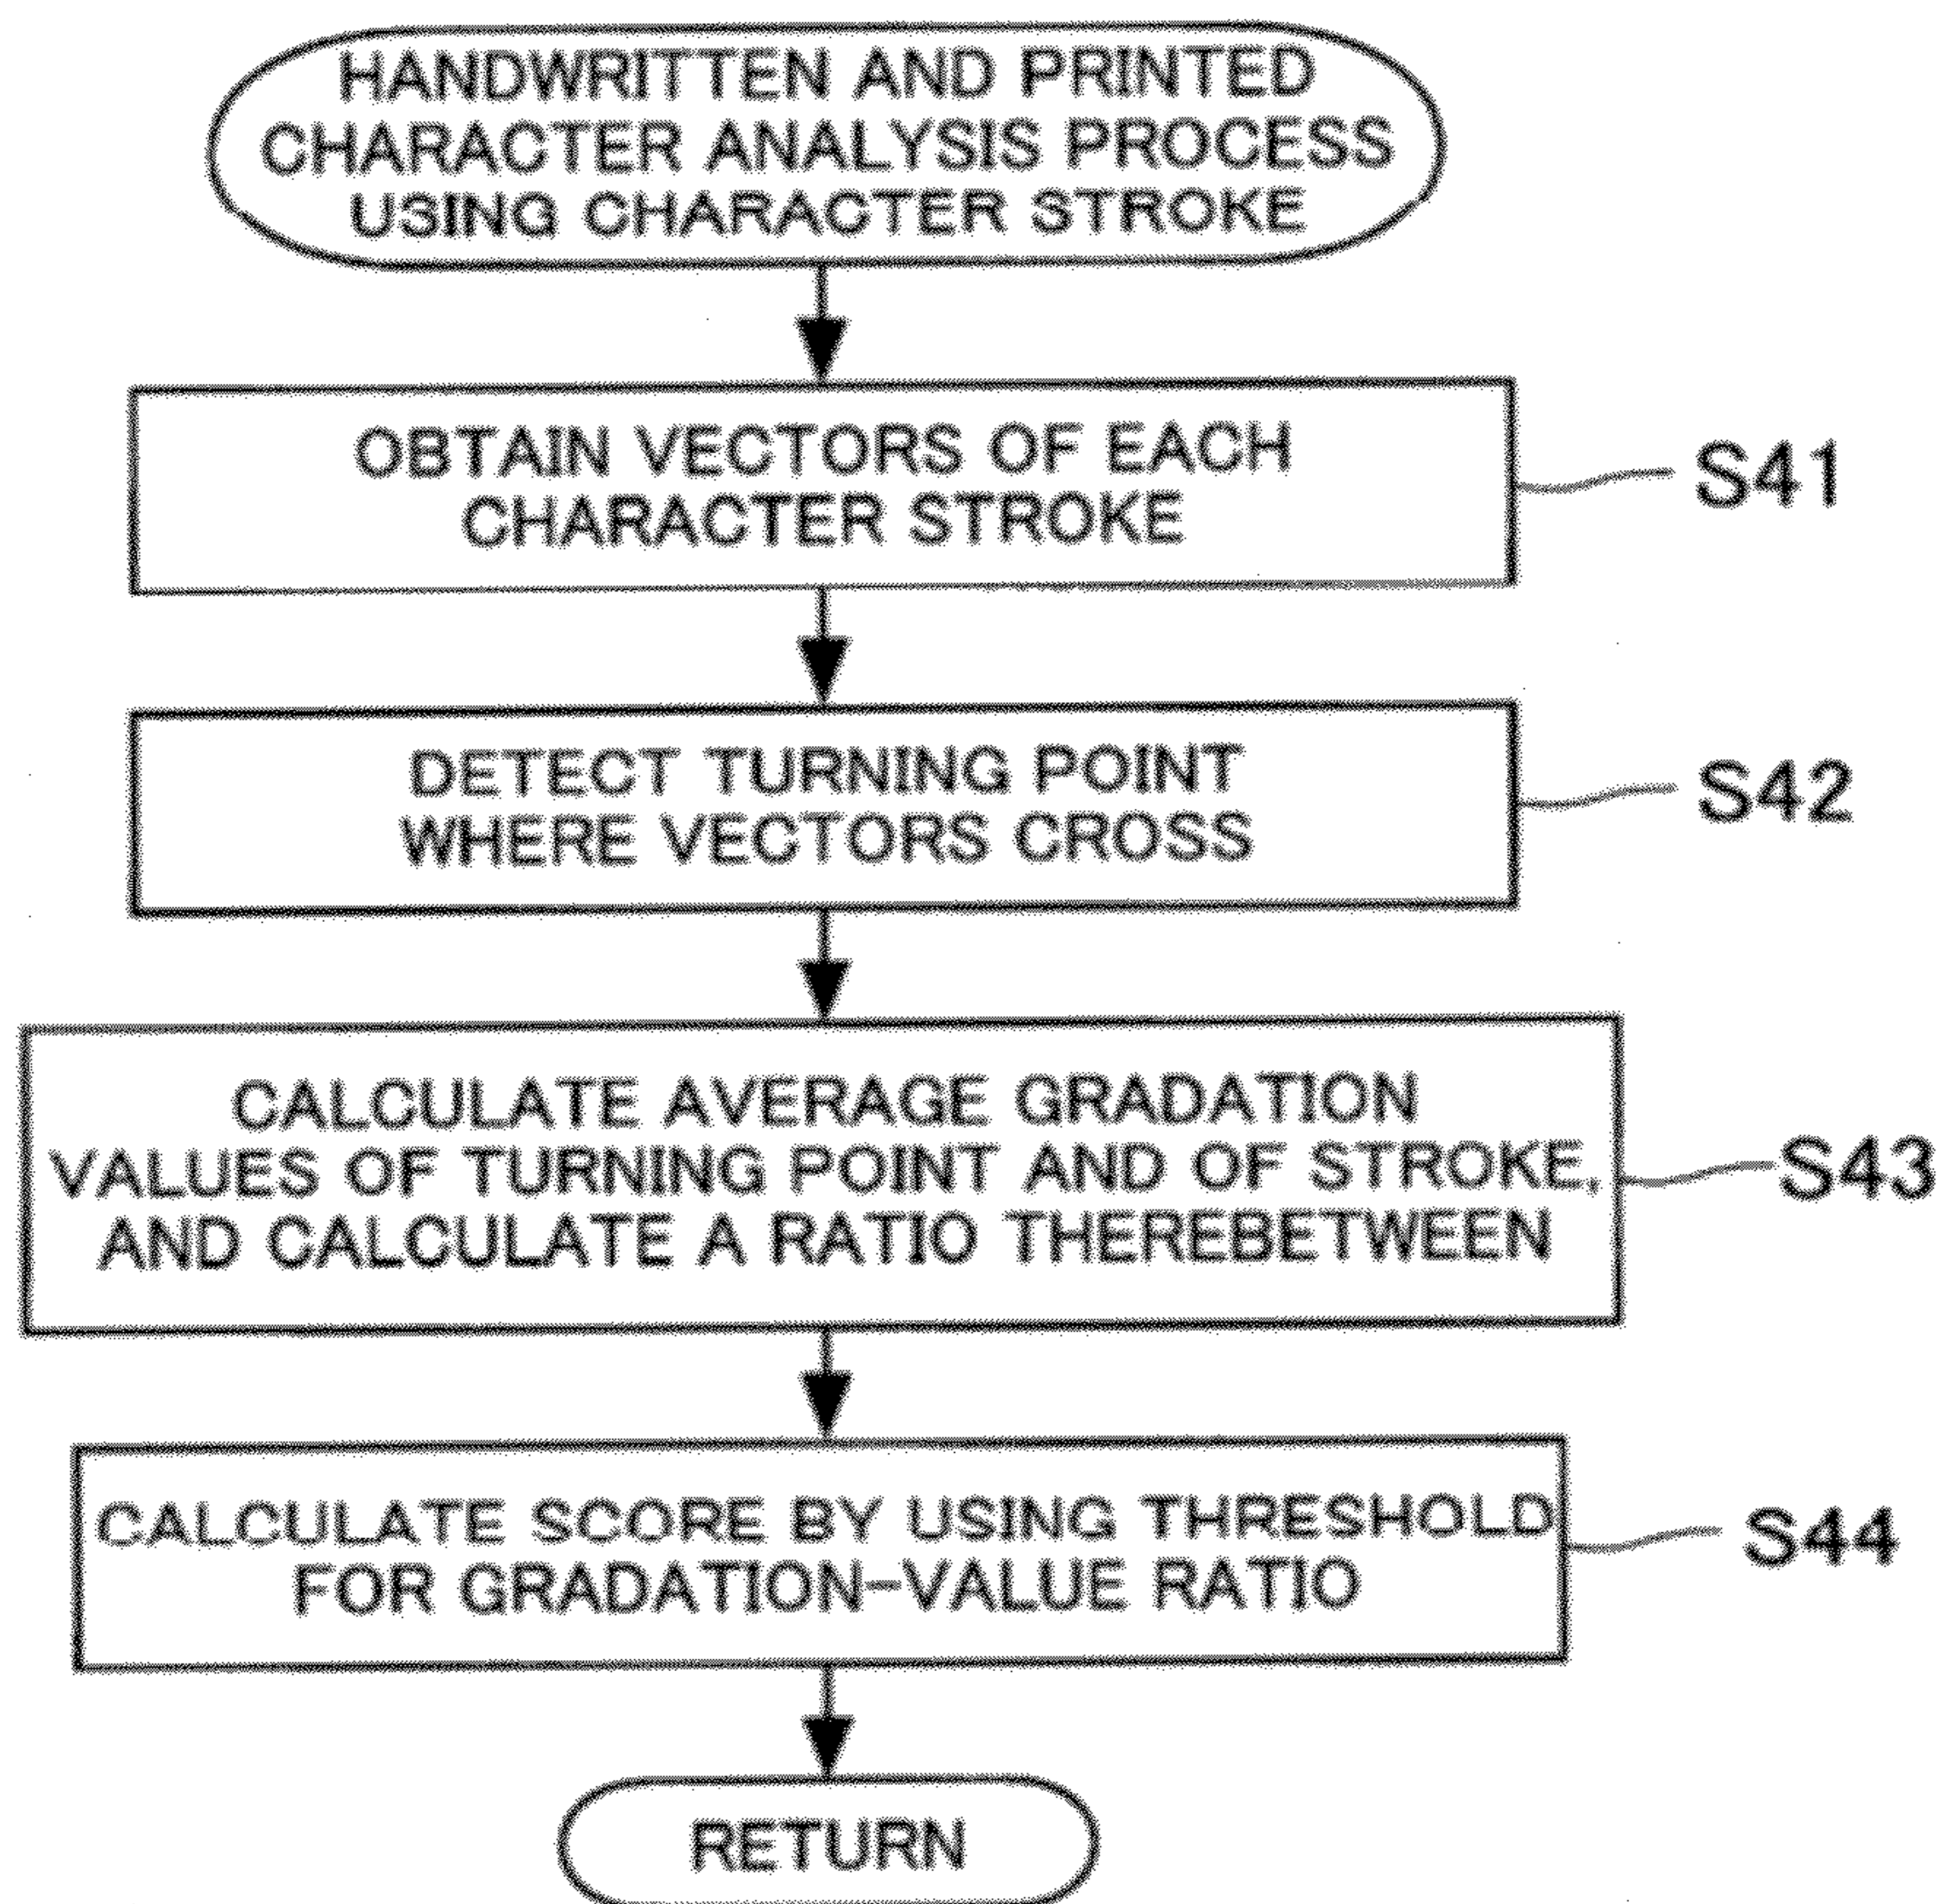 HANDWRITTEN AND PRINTED
CHARACTER ANALYSIS PROCESS
USING CHARACTER STROKE
OBTAIN VECTORS OF EACH
CHARACTER STROKE
S41
DETECT TURNING POINT
WHERE VECTORS CROSS
S42
CALCULATE AVERAGE GRADATION
VALUES OF TURNING POINT AND OF STROKE,
AND CALCULATE A RATIO THEREBETWEEN
S43
CALCULATE SCORE BY USING THRESHOLD
FOR GRADATION-VALUE RATIO
S44
RETURN